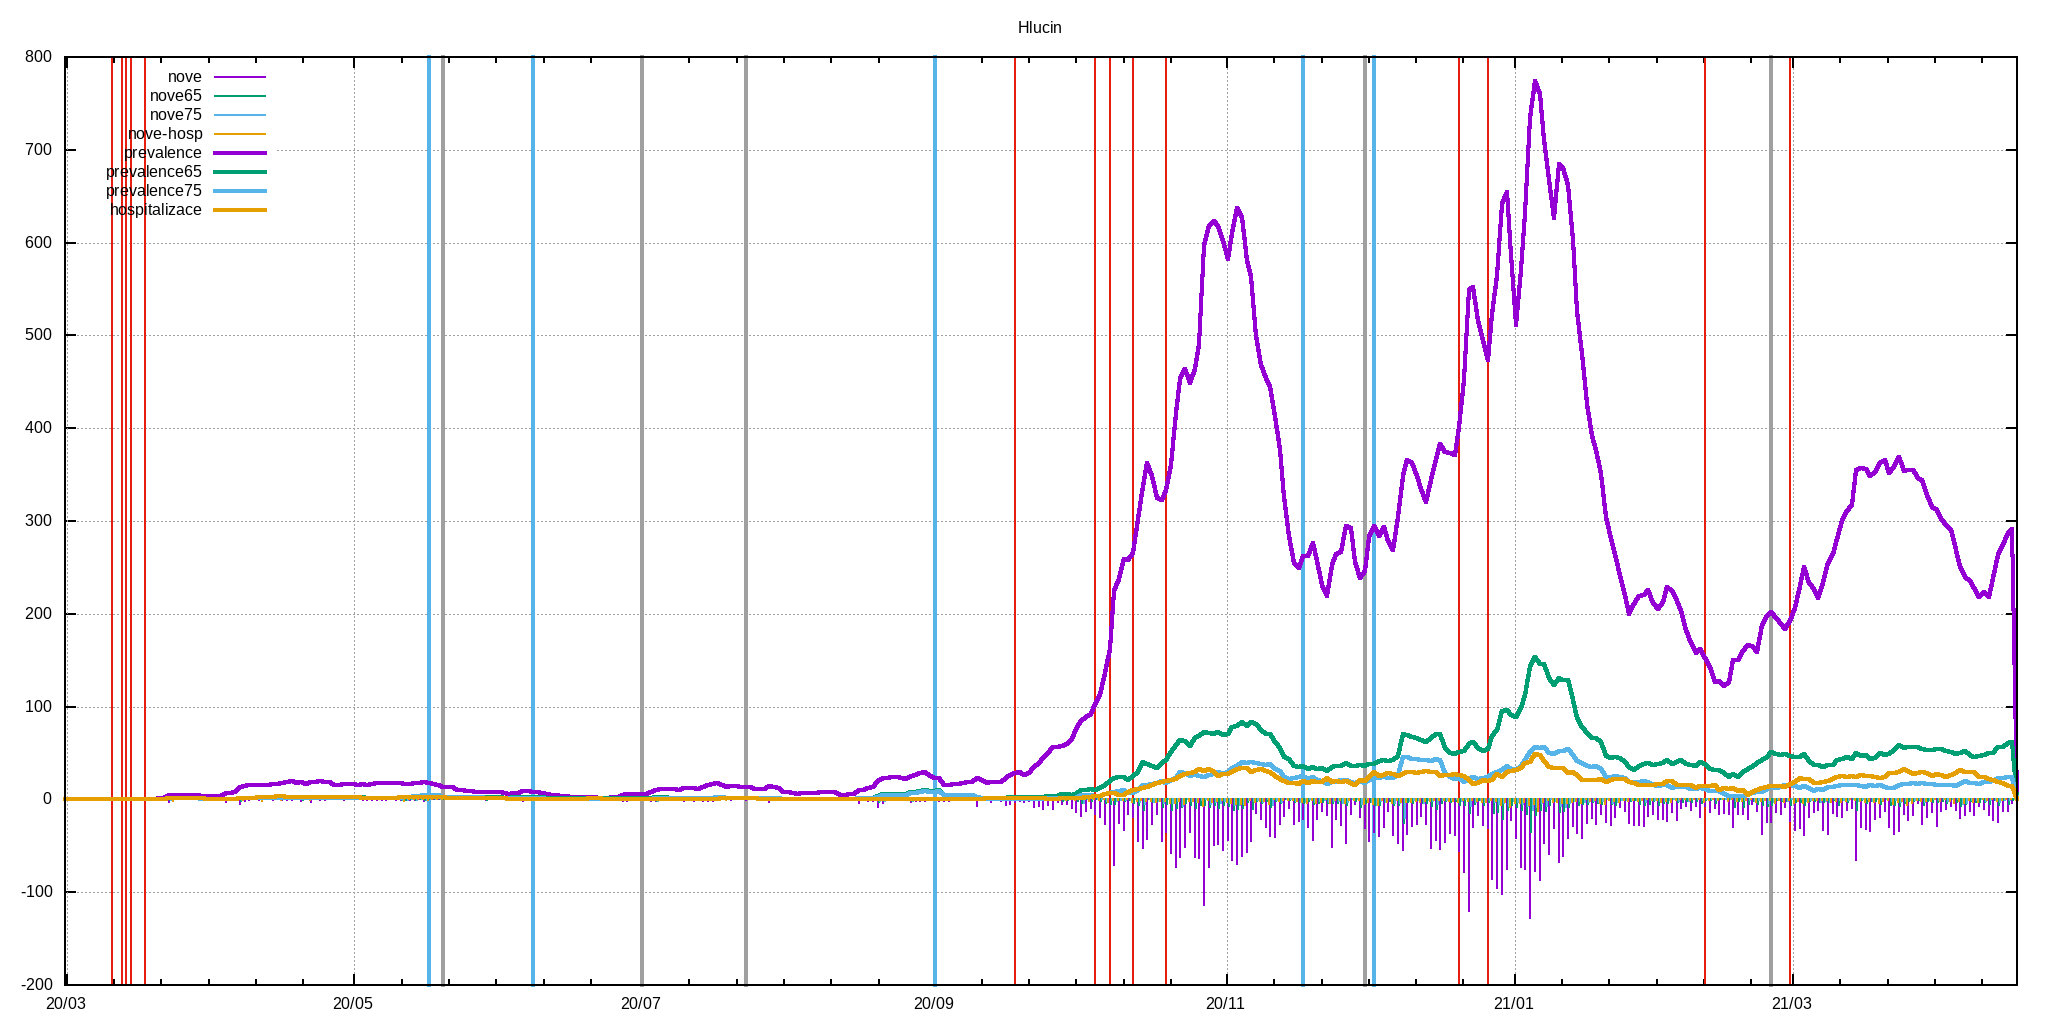 Hlucin
800
700
600
500
400
300
200
100
0
-100
-200
nove
nove65
nove75
nove-hosp
prevalence
prevalence65
prevalence75
hospitalizace
20/03 20/05 20/07 20/09 20/11 21/01 21/03